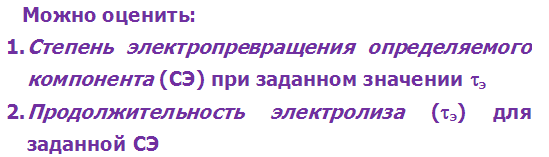 Можно оценить:
1. Степень электропревращения определяемого
компонента (СЭ) при заданном значении τэ
2. Продолжительность электролиза (τэ) для
заданной СЭ